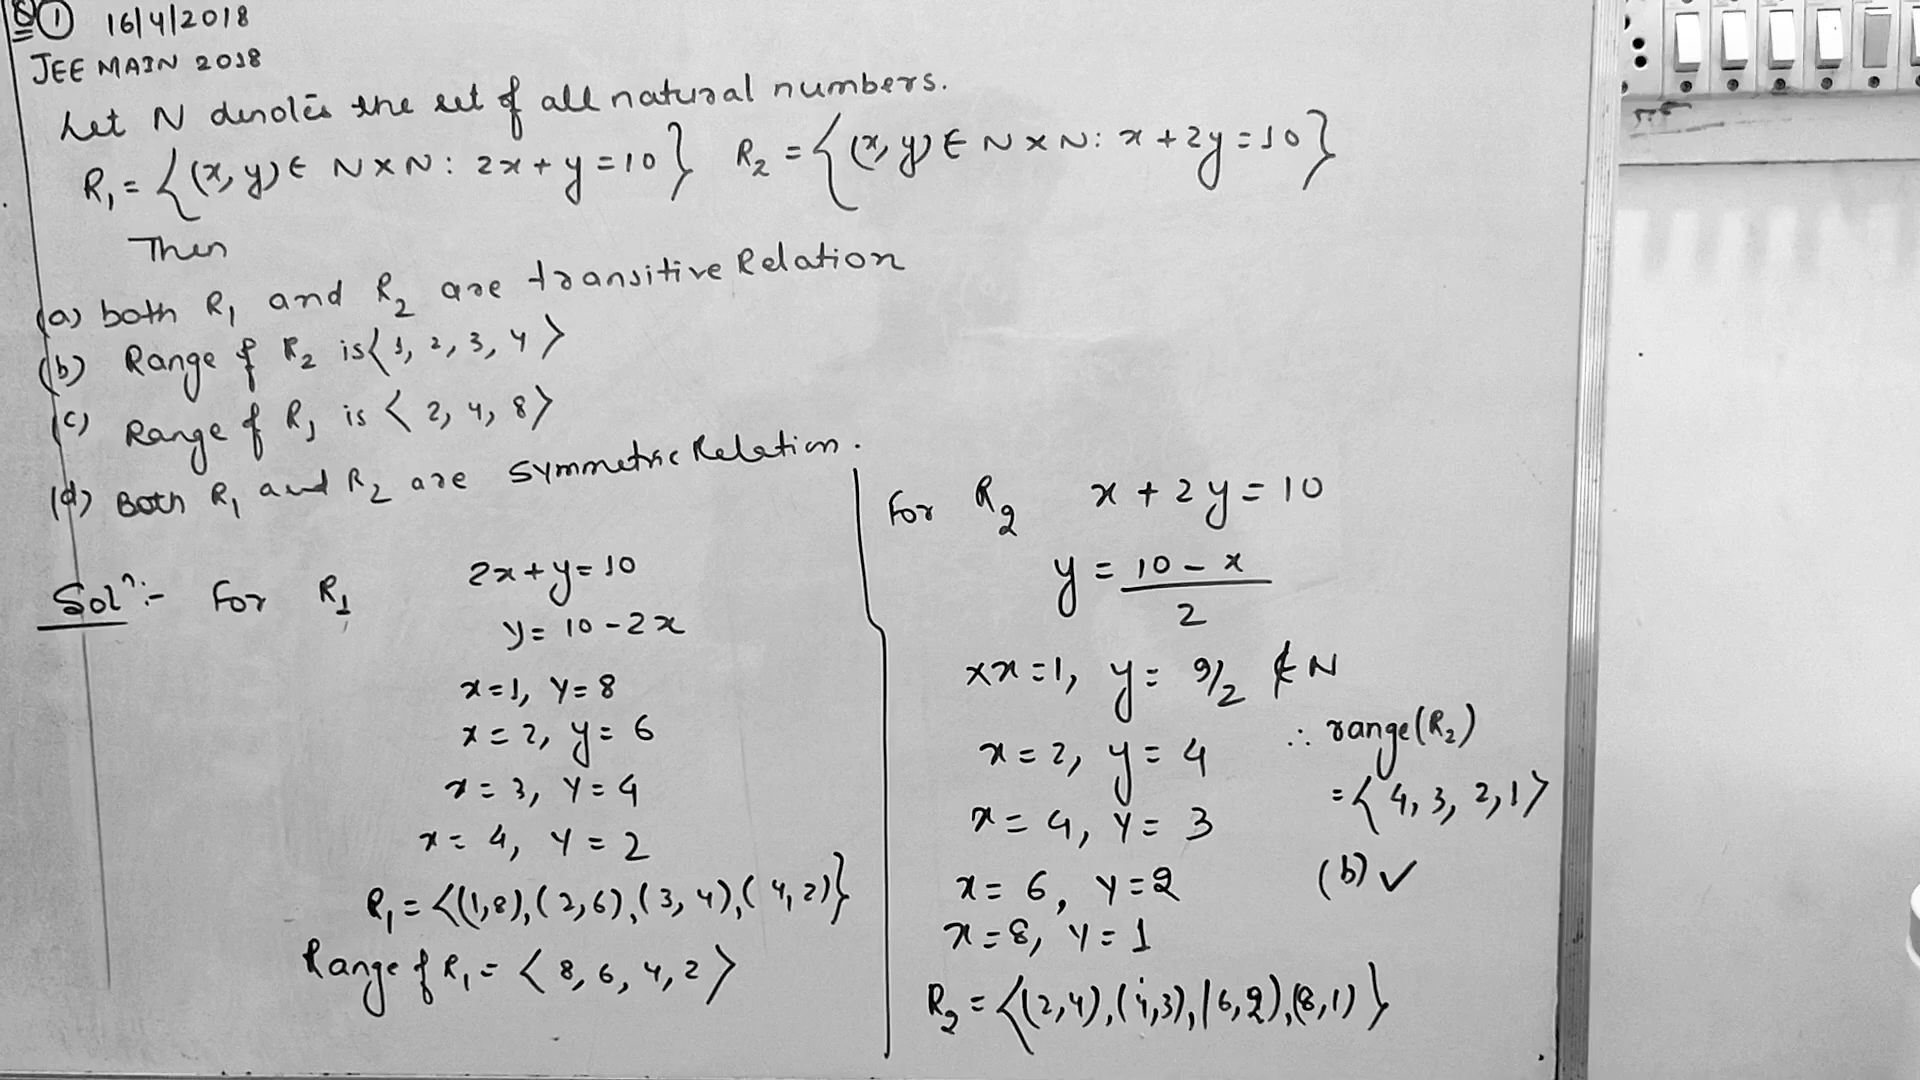 Q ① 16/4/2018
JEE MAIN 2018
Let N denotes the set of all natural numbers.
R₁ = {(x, y) ∈ N × N : 2x + y = 10} R₂ = {(x, y) ∈ N × N : x + 2y = 10}
Then
(a) both R₁ and R₂ are transitive Relation
(b) Range of R₂ is {1, 2, 3, 4}
(c) Range of R₁ is {2, 4, 8}
(d) Both R₁ and R₂ are symmetric Relation.
Solⁿ:- For R₁ 2x + y = 10
y = 10 - 2x
x = 1, y = 8
x = 2, y = 6
x = 3, y = 4
x = 4, y = 2
R₁ = {(1,8), (2,6), (3,4), (4,2)}
Range of R₁ = {8, 6, 4, 2}
For R₂ x + 2y = 10
y = (10 - x)/2
×x = 1, y = 9/2 ∉ N
x = 2, y = 4
x = 4, y = 3
x = 6, y = 2
x = 8, y = 1
R₂ = {(2,4), (4,3), (6,2), (8,1)}
∴ range(R₂)
= {4, 3, 2, 1}
(b) ✓